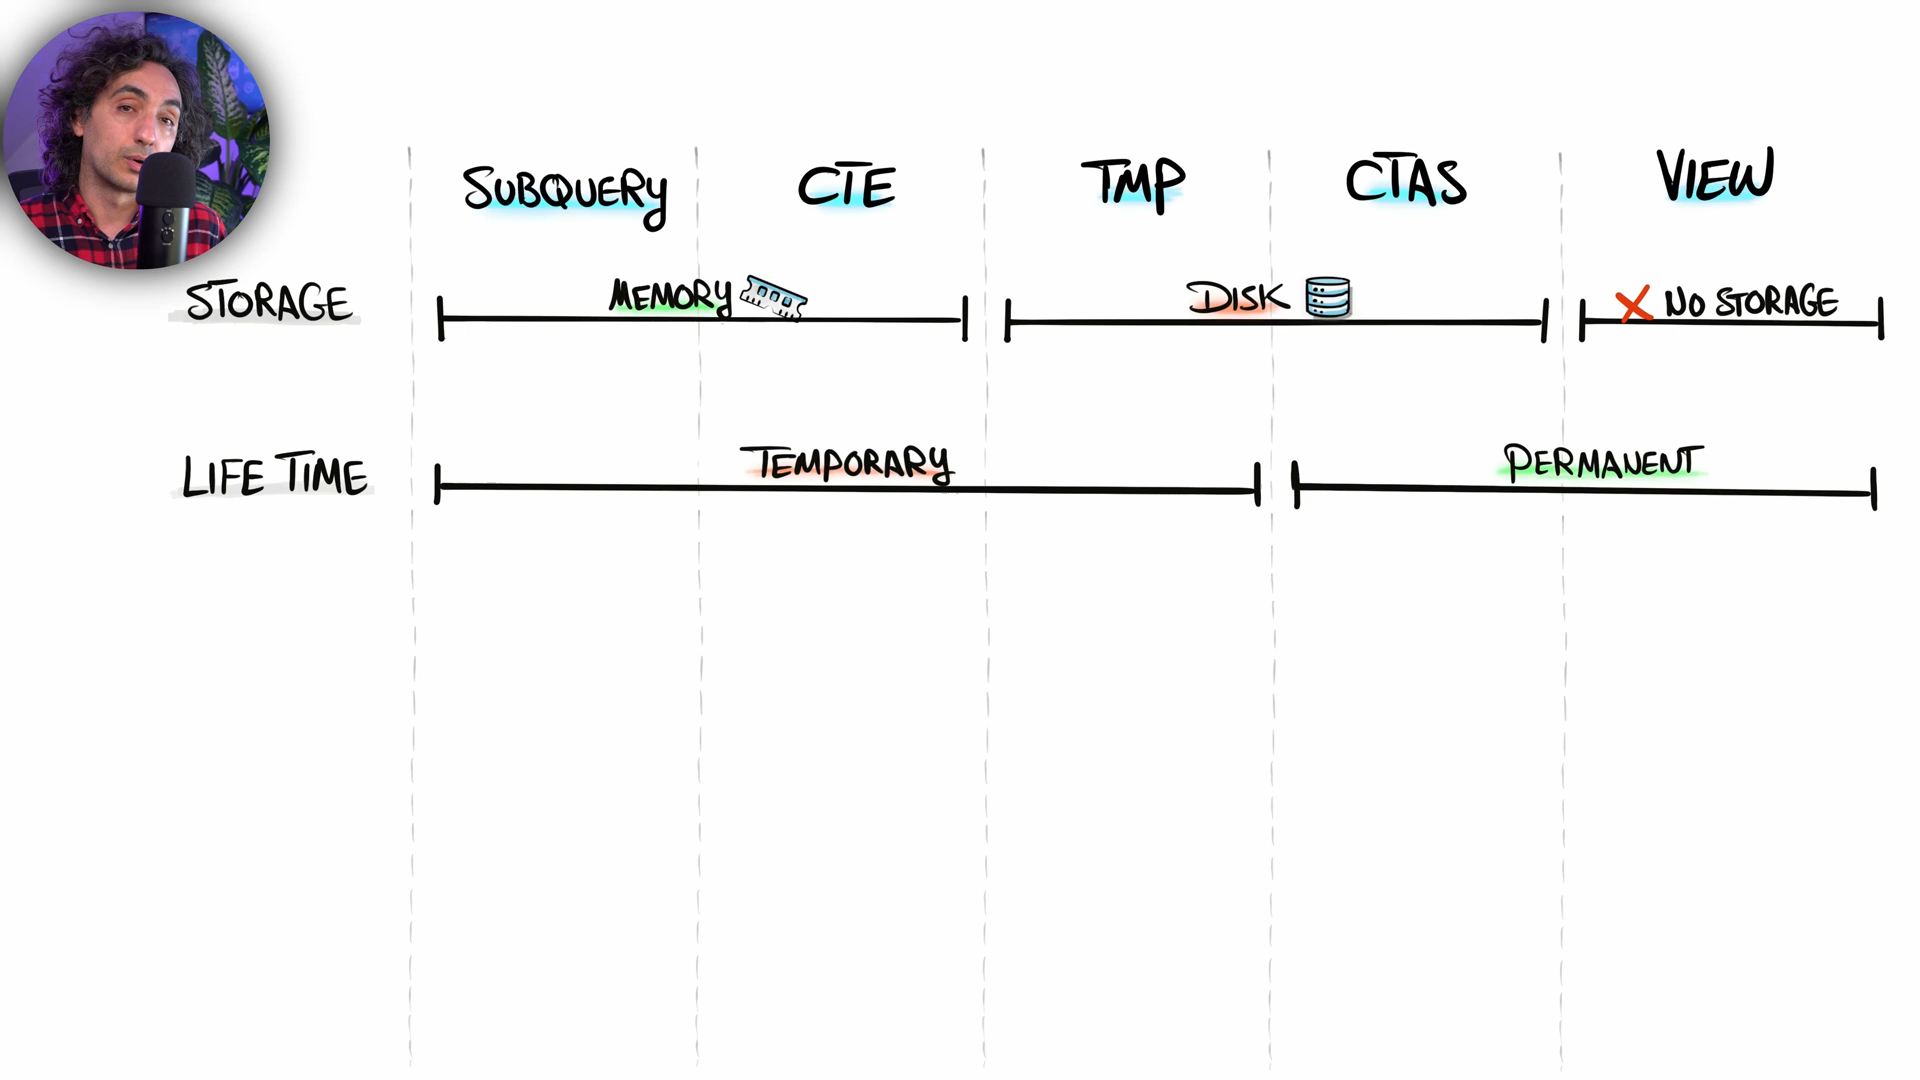 SUBQUERY CTE TMP CTAS VIEW
STORAGE MEMORY DISK NO STORAGE
LIFE TIME TEMPORARY PERMANENT